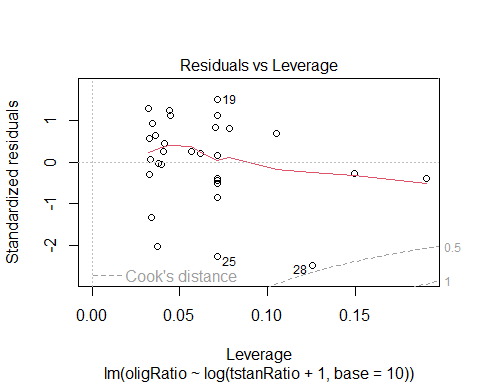 Residuals vs Leverage
Standardized residuals
1
0
-1
-2
19
25
28
0.5
1
Cook's distance
0.00
0.05
0.10
0.15
Leverage
lm(oligRatio ~ log(tstanRatio + 1, base = 10))